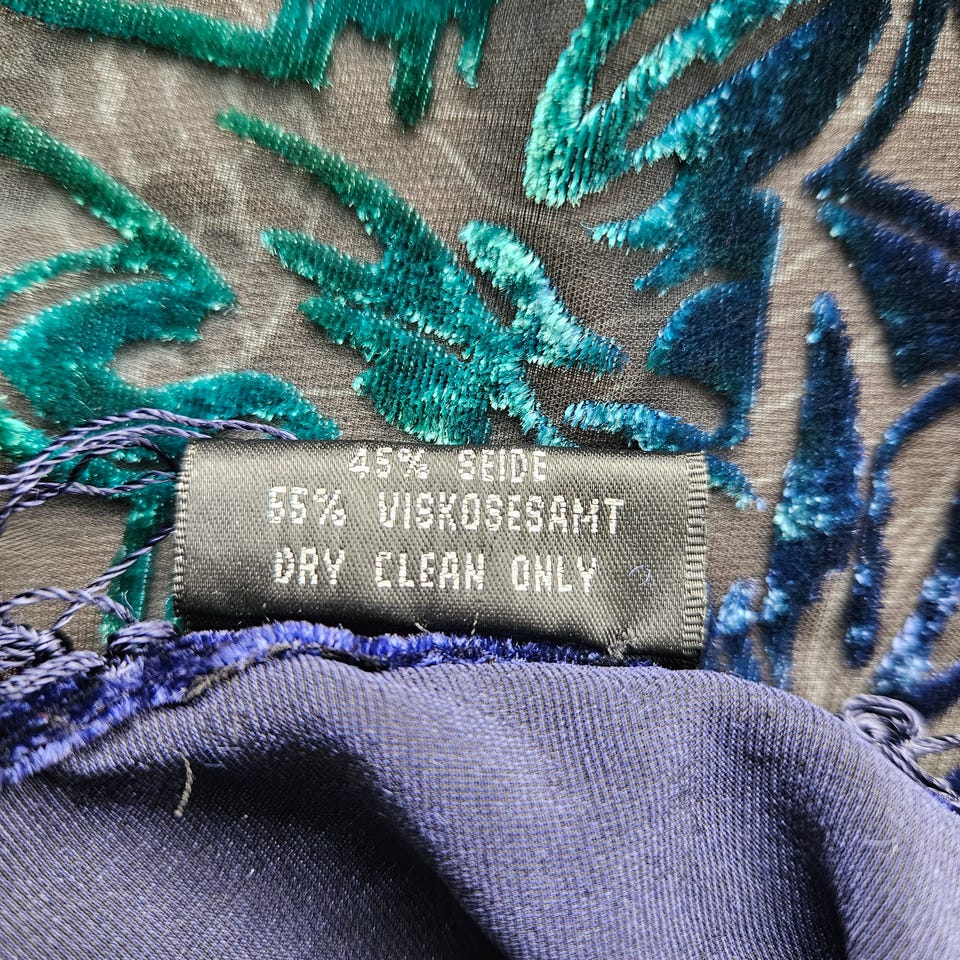 45% SEIDE
55% VISKOSESAMT
DRY CLEAN ONLY